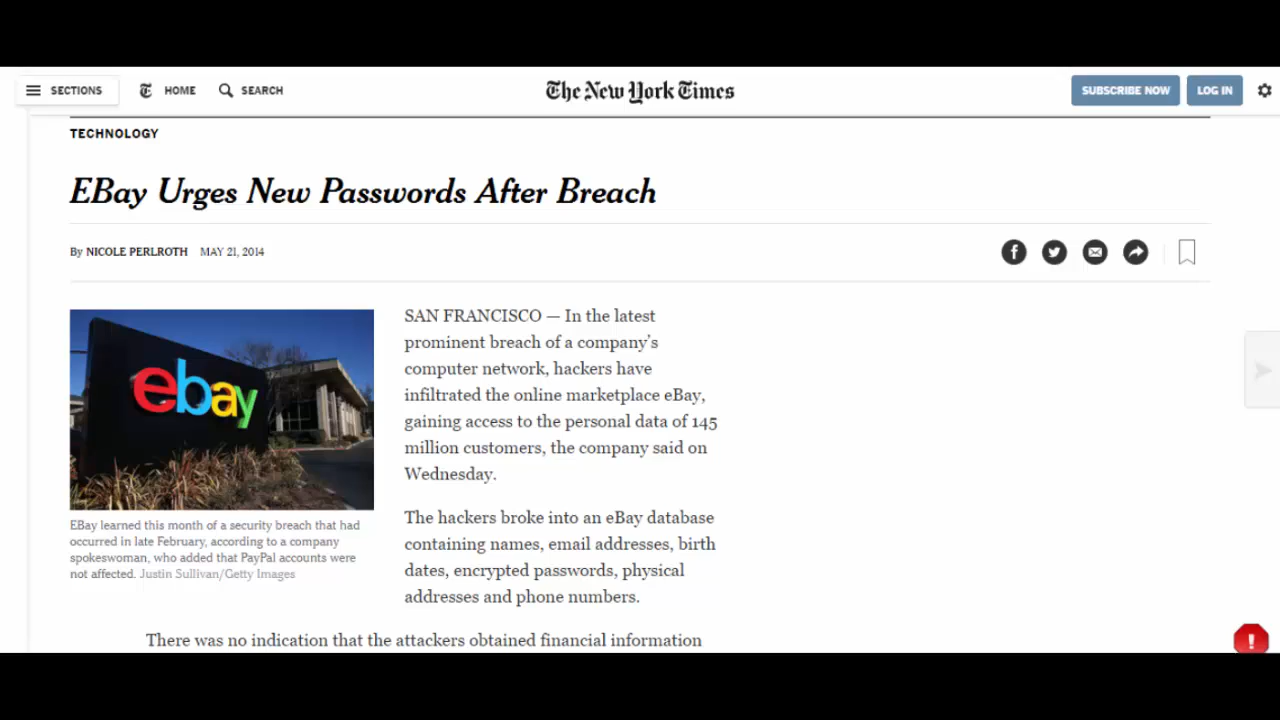 SECTIONS HOME SEARCH The New York Times SUBSCRIBE NOW LOG IN
TECHNOLOGY
EBay Urges New Passwords After Breach
By NICOLE PERLROTH MAY 21, 2014
ebay
EBay learned this month of a security breach that had
occurred in late February, according to a company
spokeswoman, who added that PayPal accounts were
not affected. Justin Sullivan/Getty Images
SAN FRANCISCO — In the latest
prominent breach of a company's
computer network, hackers have
infiltrated the online marketplace eBay,
gaining access to the personal data of 145
million customers, the company said on
Wednesday.
The hackers broke into an eBay database
containing names, email addresses, birth
dates, encrypted passwords, physical
addresses and phone numbers.
There was no indication that the attackers obtained financial information